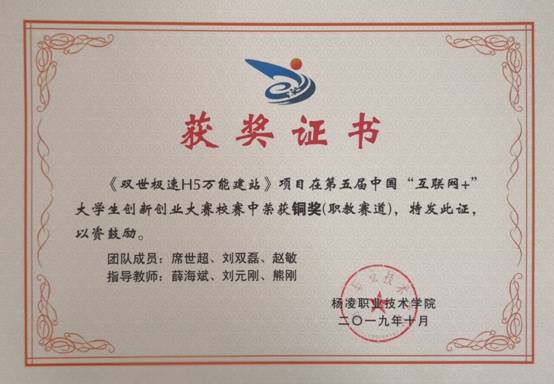 获奖证书
《双世极速H5万能建站》项目在第五届中国“互联网+”
大学生创新创业大赛校赛中荣获铜奖(职教赛道)，特发此证，
以资鼓励。
团队成员：席世超、刘双磊、赵敏
指导教师：薛海斌、刘元刚、熊刚
杨凌职业技术学院
二〇一九年十月